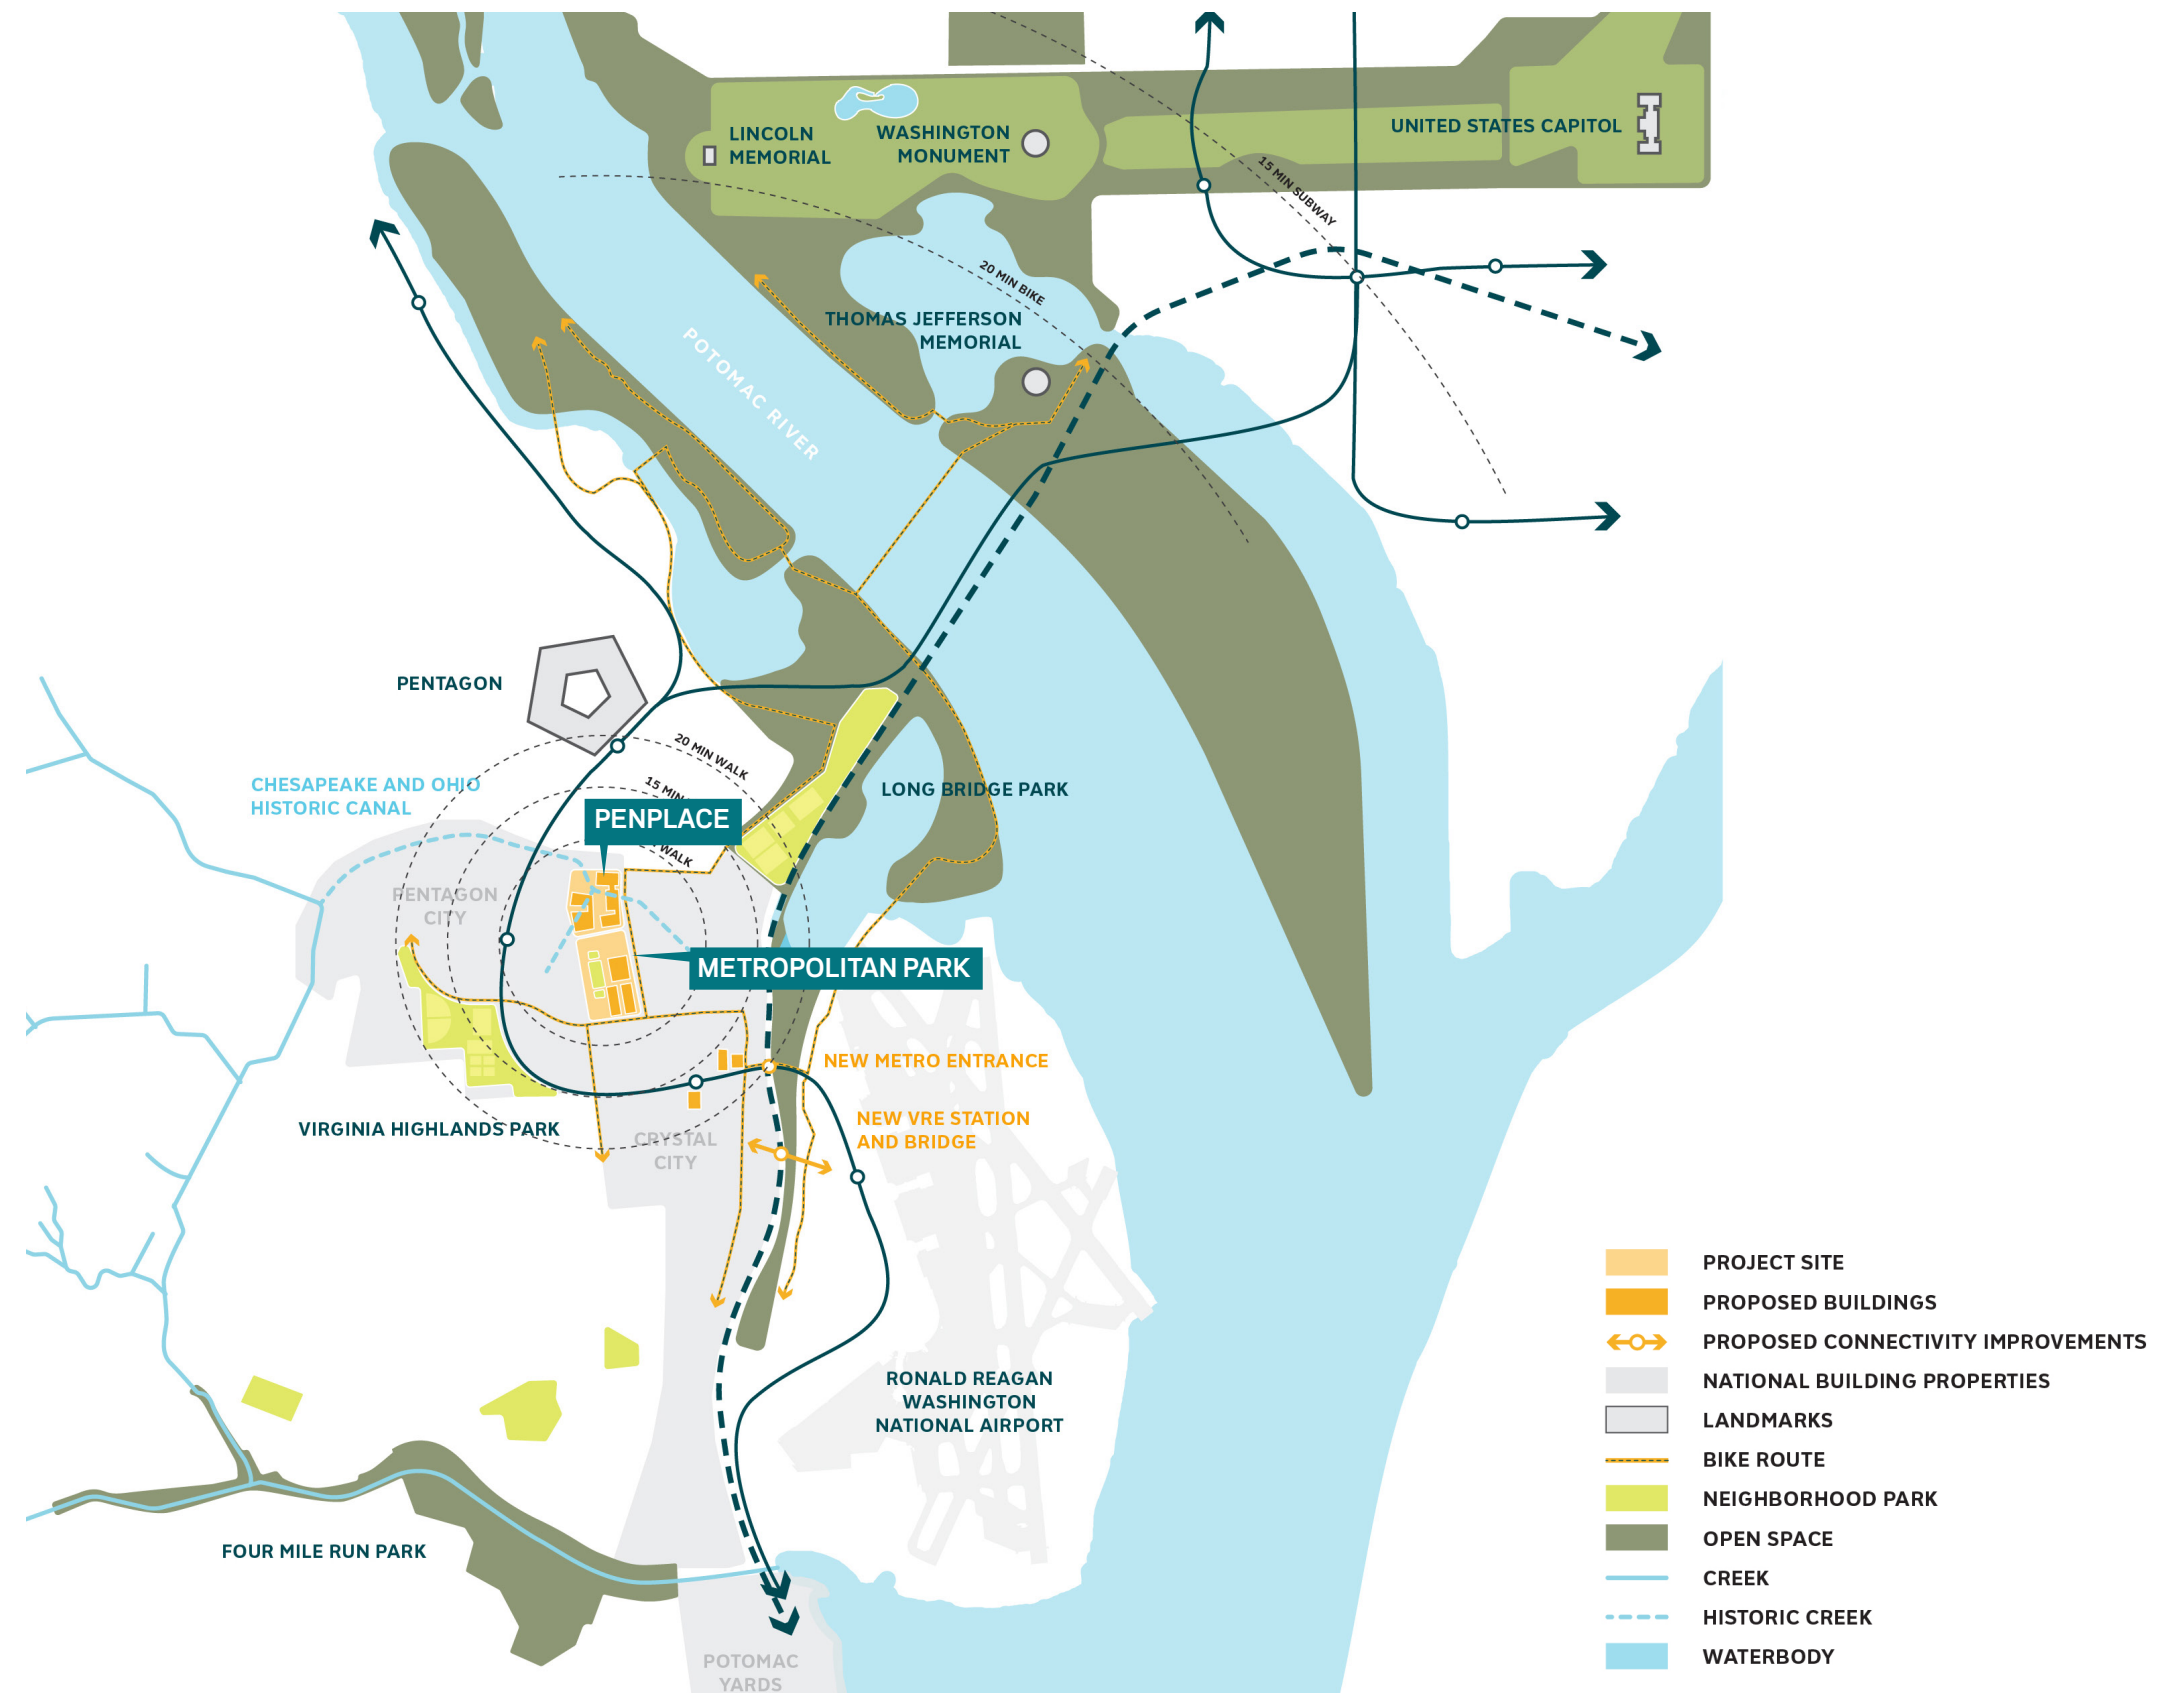 LINCOLN
MEMORIAL
WASHINGTON
MONUMENT
UNITED STATES CAPITOL
15 MIN SUBWAY
20 MIN BIKE
THOMAS JEFFERSON
MEMORIAL
POTOMAC RIVER
PENTAGON
20 MIN WALK
15 MIN
CHESAPEAKE AND OHIO
HISTORIC CANAL
PENPLACE
WALK
LONG BRIDGE PARK
PENTAGON
CITY
METROPOLITAN PARK
NEW METRO ENTRANCE
NEW VRE STATION
AND BRIDGE
VIRGINIA HIGHLANDS PARK
CRYSTAL
CITY
RONALD REAGAN
WASHINGTON
NATIONAL AIRPORT
FOUR MILE RUN PARK
POTOMAC
YARDS
PROJECT SITE
PROPOSED BUILDINGS
PROPOSED CONNECTIVITY IMPROVEMENTS
NATIONAL BUILDING PROPERTIES
LANDMARKS
BIKE ROUTE
NEIGHBORHOOD PARK
OPEN SPACE
CREEK
HISTORIC CREEK
WATERBODY